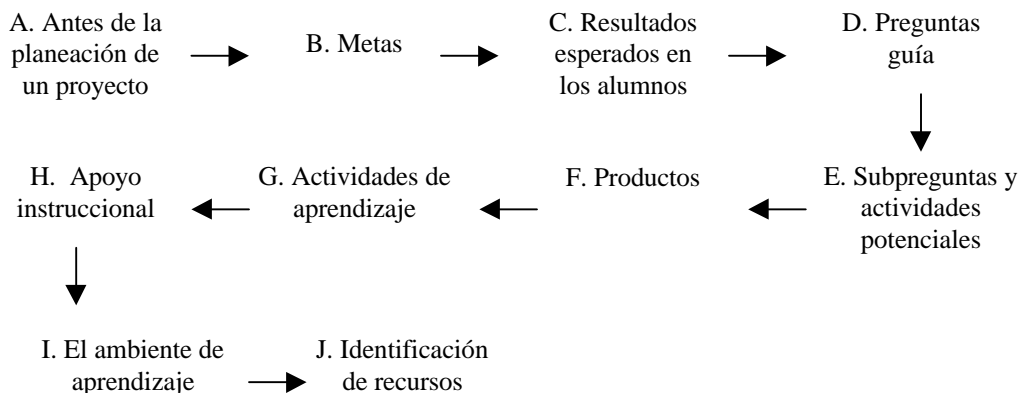 A. Antes de la
planeación de
un proyecto
B. Metas
C. Resultados
esperados en
los alumnos
D. Preguntas
guía
E. Subpreguntas y
actividades
potenciales
F. Productos
G. Actividades de
aprendizaje
H. Apoyo
instruccional
I. El ambiente de
aprendizaje
J. Identificación
de recursos